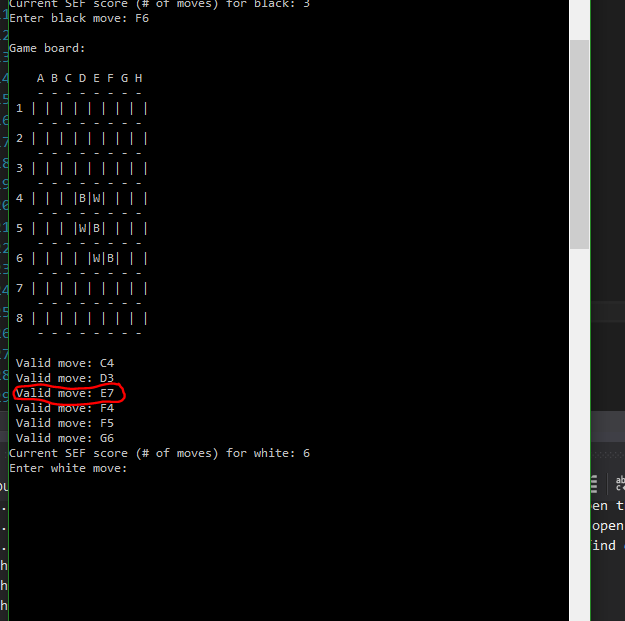 Current SEF score (# of moves) for black: 3
Enter black move: F6
Game board:
A B C D E F G H
- - - - - - - -
1 | | | | | | | | |
- - - - - - - -
2 | | | | | | | | |
- - - - - - - -
3 | | | | | | | | |
- - - - - - - -
4 | | | |B|W| | | |
- - - - - - - -
5 | | | |W|B| | | |
- - - - - - - -
6 | | | | |W|B| | |
- - - - - - - -
7 | | | | | | | | |
- - - - - - - -
8 | | | | | | | | |
- - - - - - - -
Valid move: C4
Valid move: D3
Valid move: E7
Valid move: F4
Valid move: F5
Valid move: G6
Current SEF score (# of moves) for white: 6
Enter white move:
open